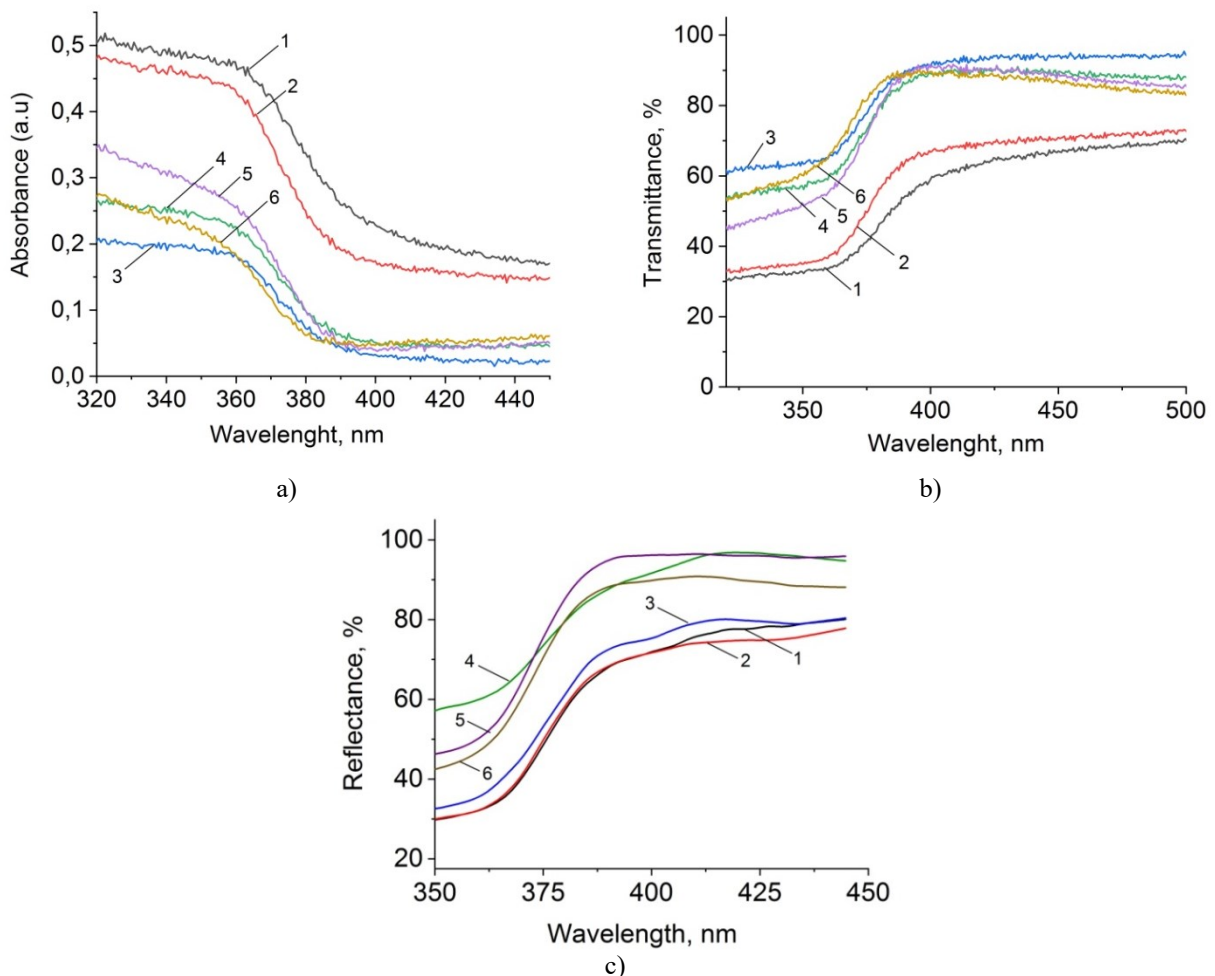 0,5
0,4
0,3
0,2
0,1
0,0
Absorbance (a.u)
1
2
4
5
6
3
320 340 360 380 400 420 440
Wavelenght, nm
a)
100
80
60
40
20
0
Transmittance, %
3
6
4
5
2
1
350 400 450 500
Wavelenght, nm
b)
100
80
60
40
20
Reflectance, %
3
1
2
4
5
6
350 375 400 425 450
Wavelength, nm
c)